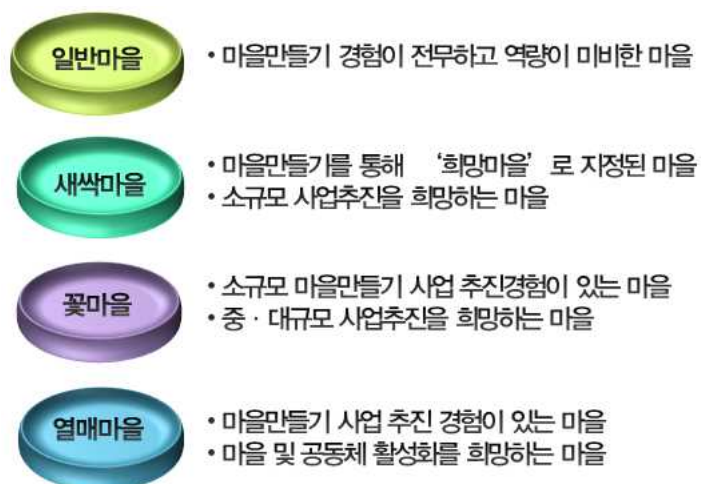 일반마을
• 마을만들기 경험이 전무하고 역량이 미비한 마을
새싹마을
• 마을만들기를 통해 ‘희망마을’ 로 지정된 마을
• 소규모 사업추진을 희망하는 마을
꽃마을
• 소규모 마을만들기 사업 추진경험이 있는 마을
• 중 · 대규모 사업추진을 희망하는 마을
열매마을
• 마을만들기 사업 추진 경험이 있는 마을
• 마을 및 공동체 활성화를 희망하는 마을